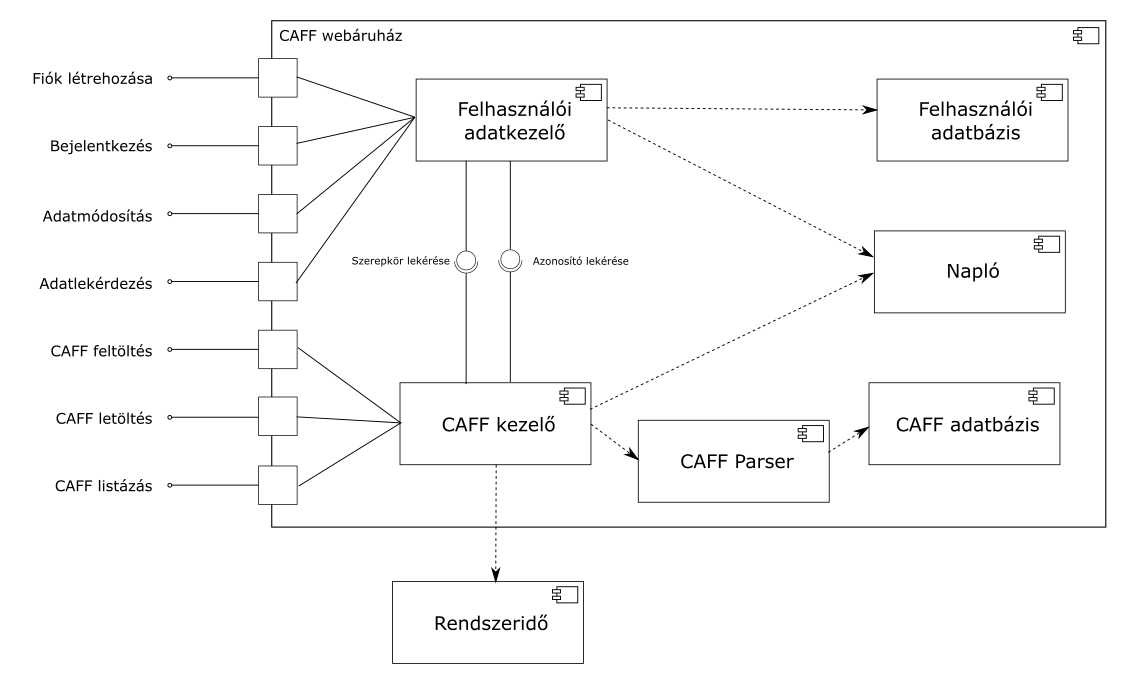 CAFF webáruház
Fiók létrehozása
Bejelentkezés
Adatmódosítás
Adatlekérdezés
CAFF feltöltés
CAFF letöltés
CAFF listázás
Felhasználói
adatkezelő
Felhasználói
adatbázis
Szerepkör lekérése
Azonosító lekérése
Napló
CAFF kezelő
CAFF Parser
CAFF adatbázis
Rendszeridő